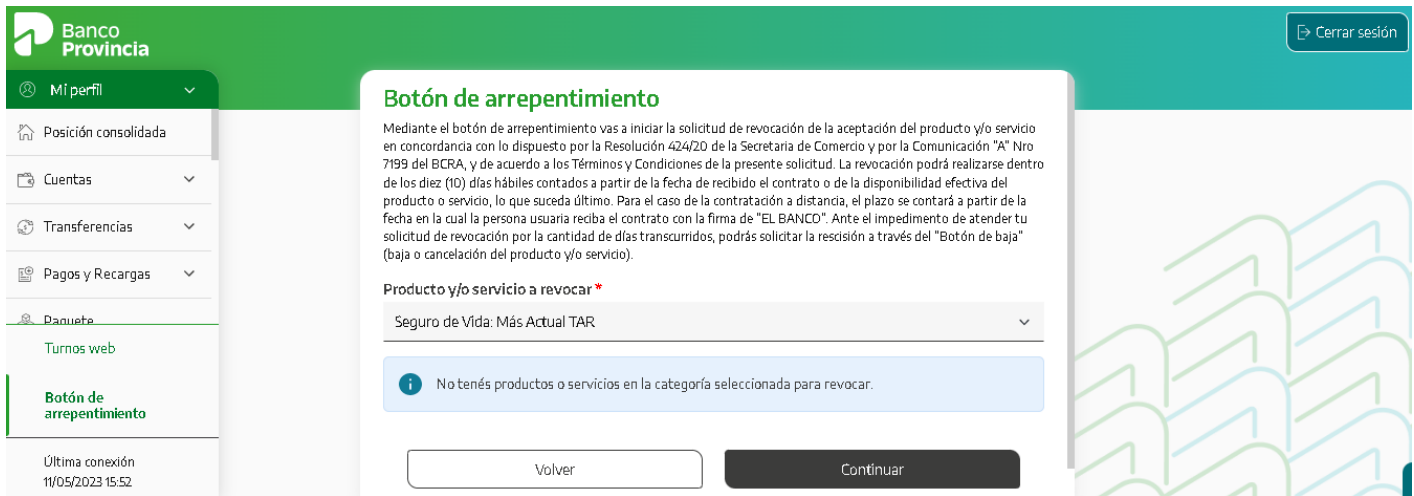 Banco
Provincia
Cerrar sesión
Mi perfil
Posición consolidada
Cuentas
Transferencias
Pagos y Recargas
Paquete
Turnos web
Botón de
arrepentimiento
Última conexión
11/05/2023 15:52
Botón de arrepentimiento
Mediante el botón de arrepentimiento vas a iniciar la solicitud de revocación de la aceptación del producto y/o servicio
en concordancia con lo dispuesto por la Resolución 424/20 de la Secretaria de Comercio y por la Comunicación "A" Nro
7199 del BCRA, y de acuerdo a los Términos y Condiciones de la presente solicitud. La revocación podrá realizarse dentro
de los diez (10) días hábiles contados a partir de la fecha de recibido el contrato o de la disponibilidad efectiva del
producto o servicio, lo que suceda último. Para el caso de la contratación a distancia, el plazo se contará a partir de la
fecha en la cual la persona usuaria reciba el contrato con la firma de "EL BANCO". Ante el impedimento de atender tu
solicitud de revocación por la cantidad de días transcurridos, podrás solicitar la rescisión a través del "Botón de baja"
(baja o cancelación del producto y/o servicio).
Producto y/o servicio a revocar *
Seguro de Vida: Más Actual TAR
No tenés productos o servicios en la categoría seleccionada para revocar.
Volver
Continuar